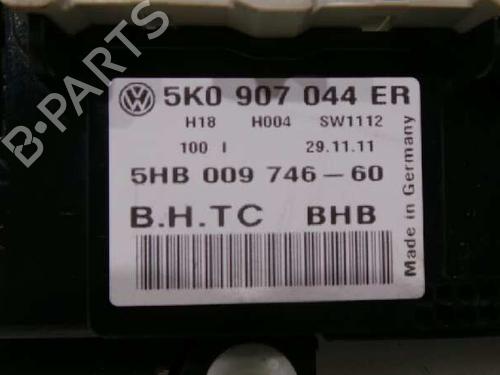 5K0 907 044 ER
H18 H004 SW1112
100 I 29.11.11
5HB 009 746-60
B.H.TC BHB
Made in Germany